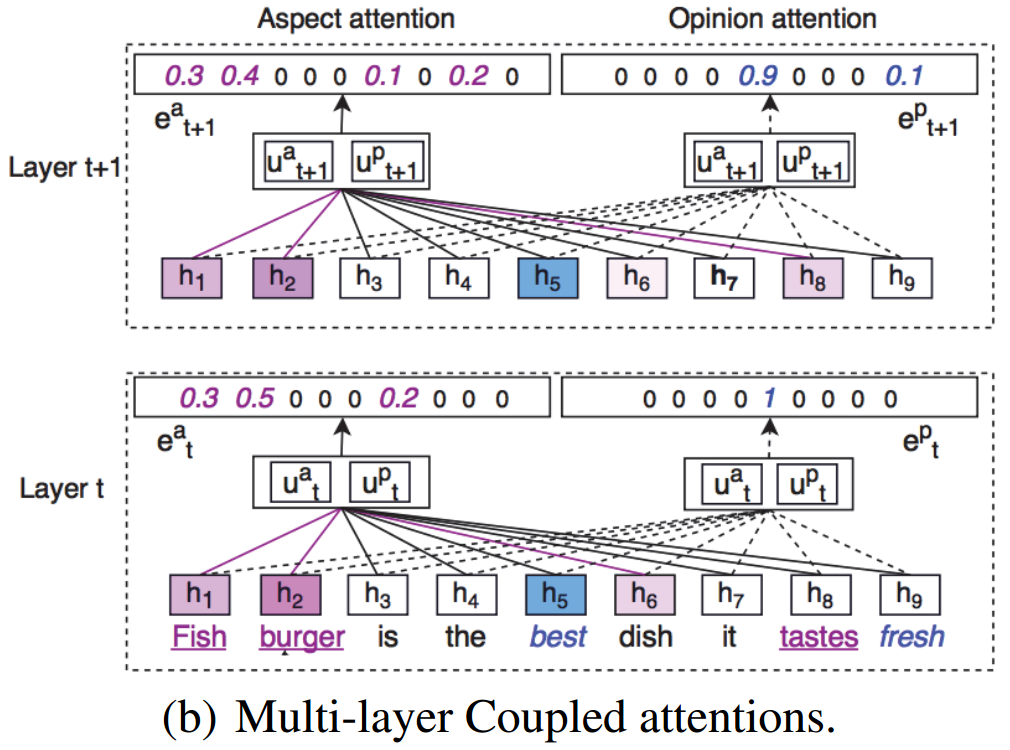 Aspect attention Opinion attention
0.3 0.4 0 0 0 0.1 0 0.2 0 0 0 0 0 0.9 0 0 0 0.1
e^a_t+1 e^p_t+1
Layer t+1
u^a_t+1 u^p_t+1 u^a_t+1 u^p_t+1
h1 h2 h3 h4 h5 h6 h7 h8 h9
0.3 0.5 0 0 0 0.2 0 0 0 0 0 0 0 1 0 0 0 0
e^a_t e^p_t
Layer t
u^a_t u^p_t u^a_t u^p_t
h1 h2 h3 h4 h5 h6 h7 h8 h9
Fish burger is the best dish it tastes fresh
(b) Multi-layer Coupled attentions.